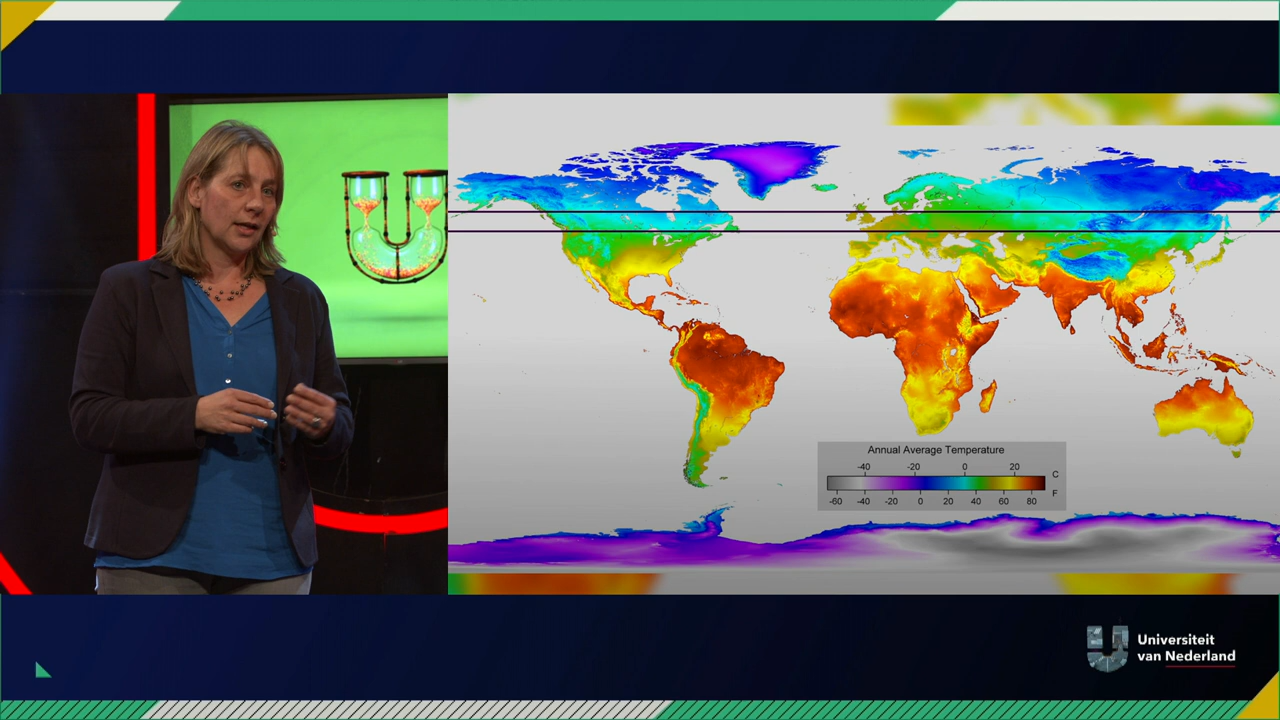 Annual Average Temperature
-40 -20 0 20 C
-60 -40 -20 0 20 40 60 80 F
Universiteit
van Nederland